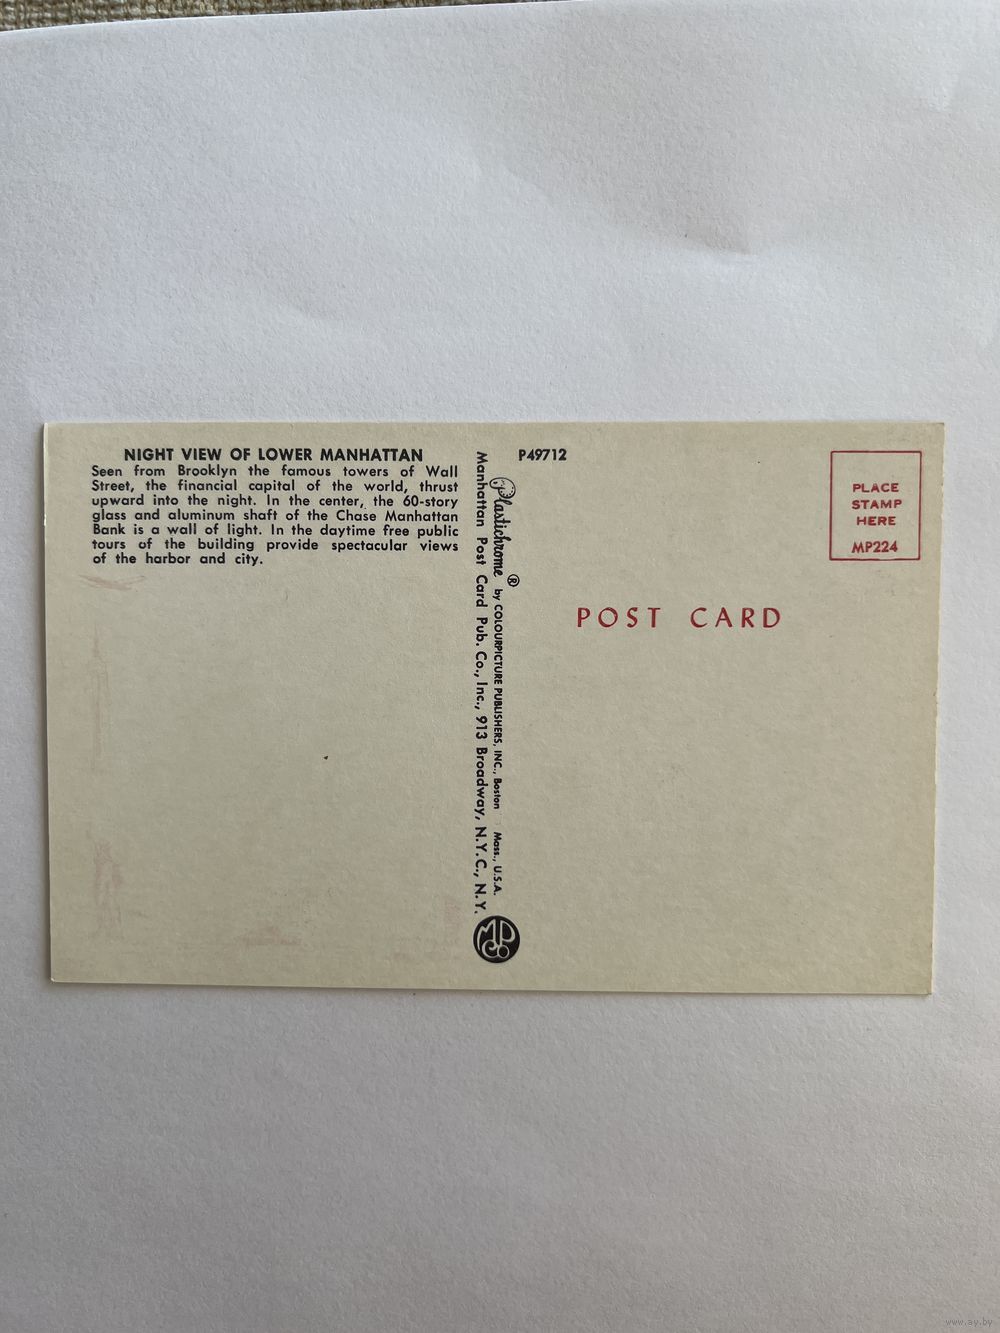 NIGHT VIEW OF LOWER MANHATTAN
Seen from Brooklyn the famous towers of Wall
Street, the financial capital of the world, thrust
upward into the night. In the center, the 60-story
glass and aluminum shaft of the Chase Manhattan
Bank is a wall of light. In the daytime free public
tours of the building provide spectacular views
of the harbor and city.
Manhattan Post Card Pub. Co., Inc., 913 Broadway, N.Y.C., N.Y.
Plastichrome® by COLOURPICTURE PUBLISHERS, INC., Boston Mass., U.S.A.
MPCo
P49712
PLACE
STAMP
HERE
MP224
POST CARD
www.ay.by